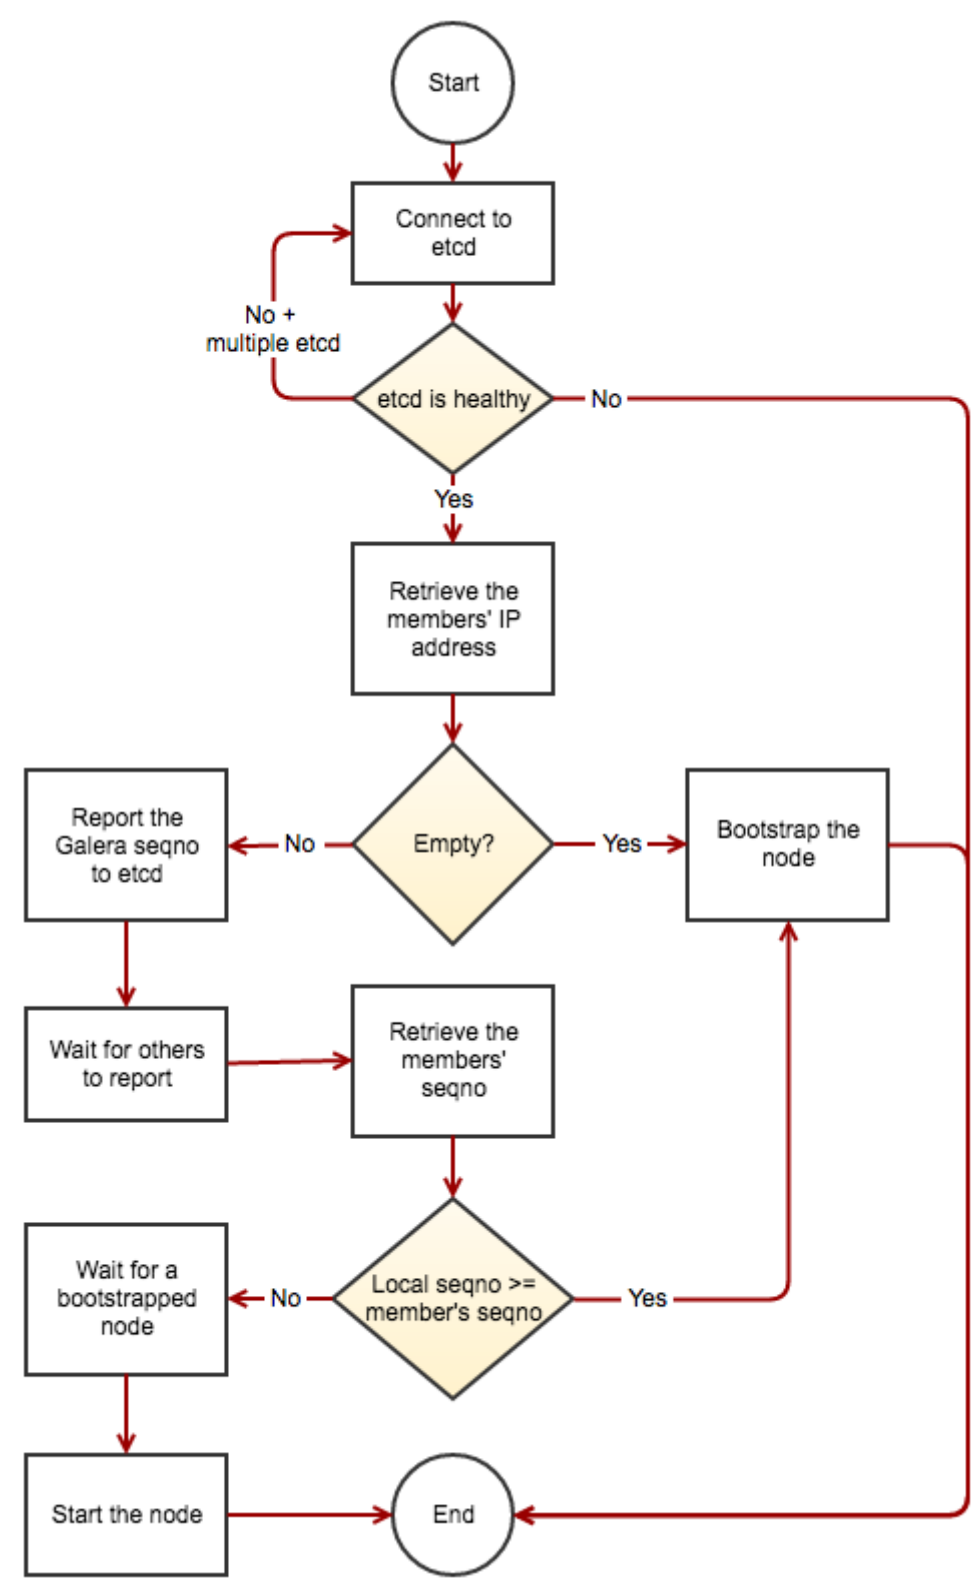 Start
Connect to
etcd
No +
multiple etcd
etcd is healthy
No
Yes
Retrieve the
members' IP
address
Report the
Galera seqno
to etcd
No
Empty?
Yes
Bootstrap the
node
Wait for others
to report
Retrieve the
members'
seqno
Wait for a
bootstrapped
node
No
Local seqno >=
member's seqno
Yes
Start the node
End